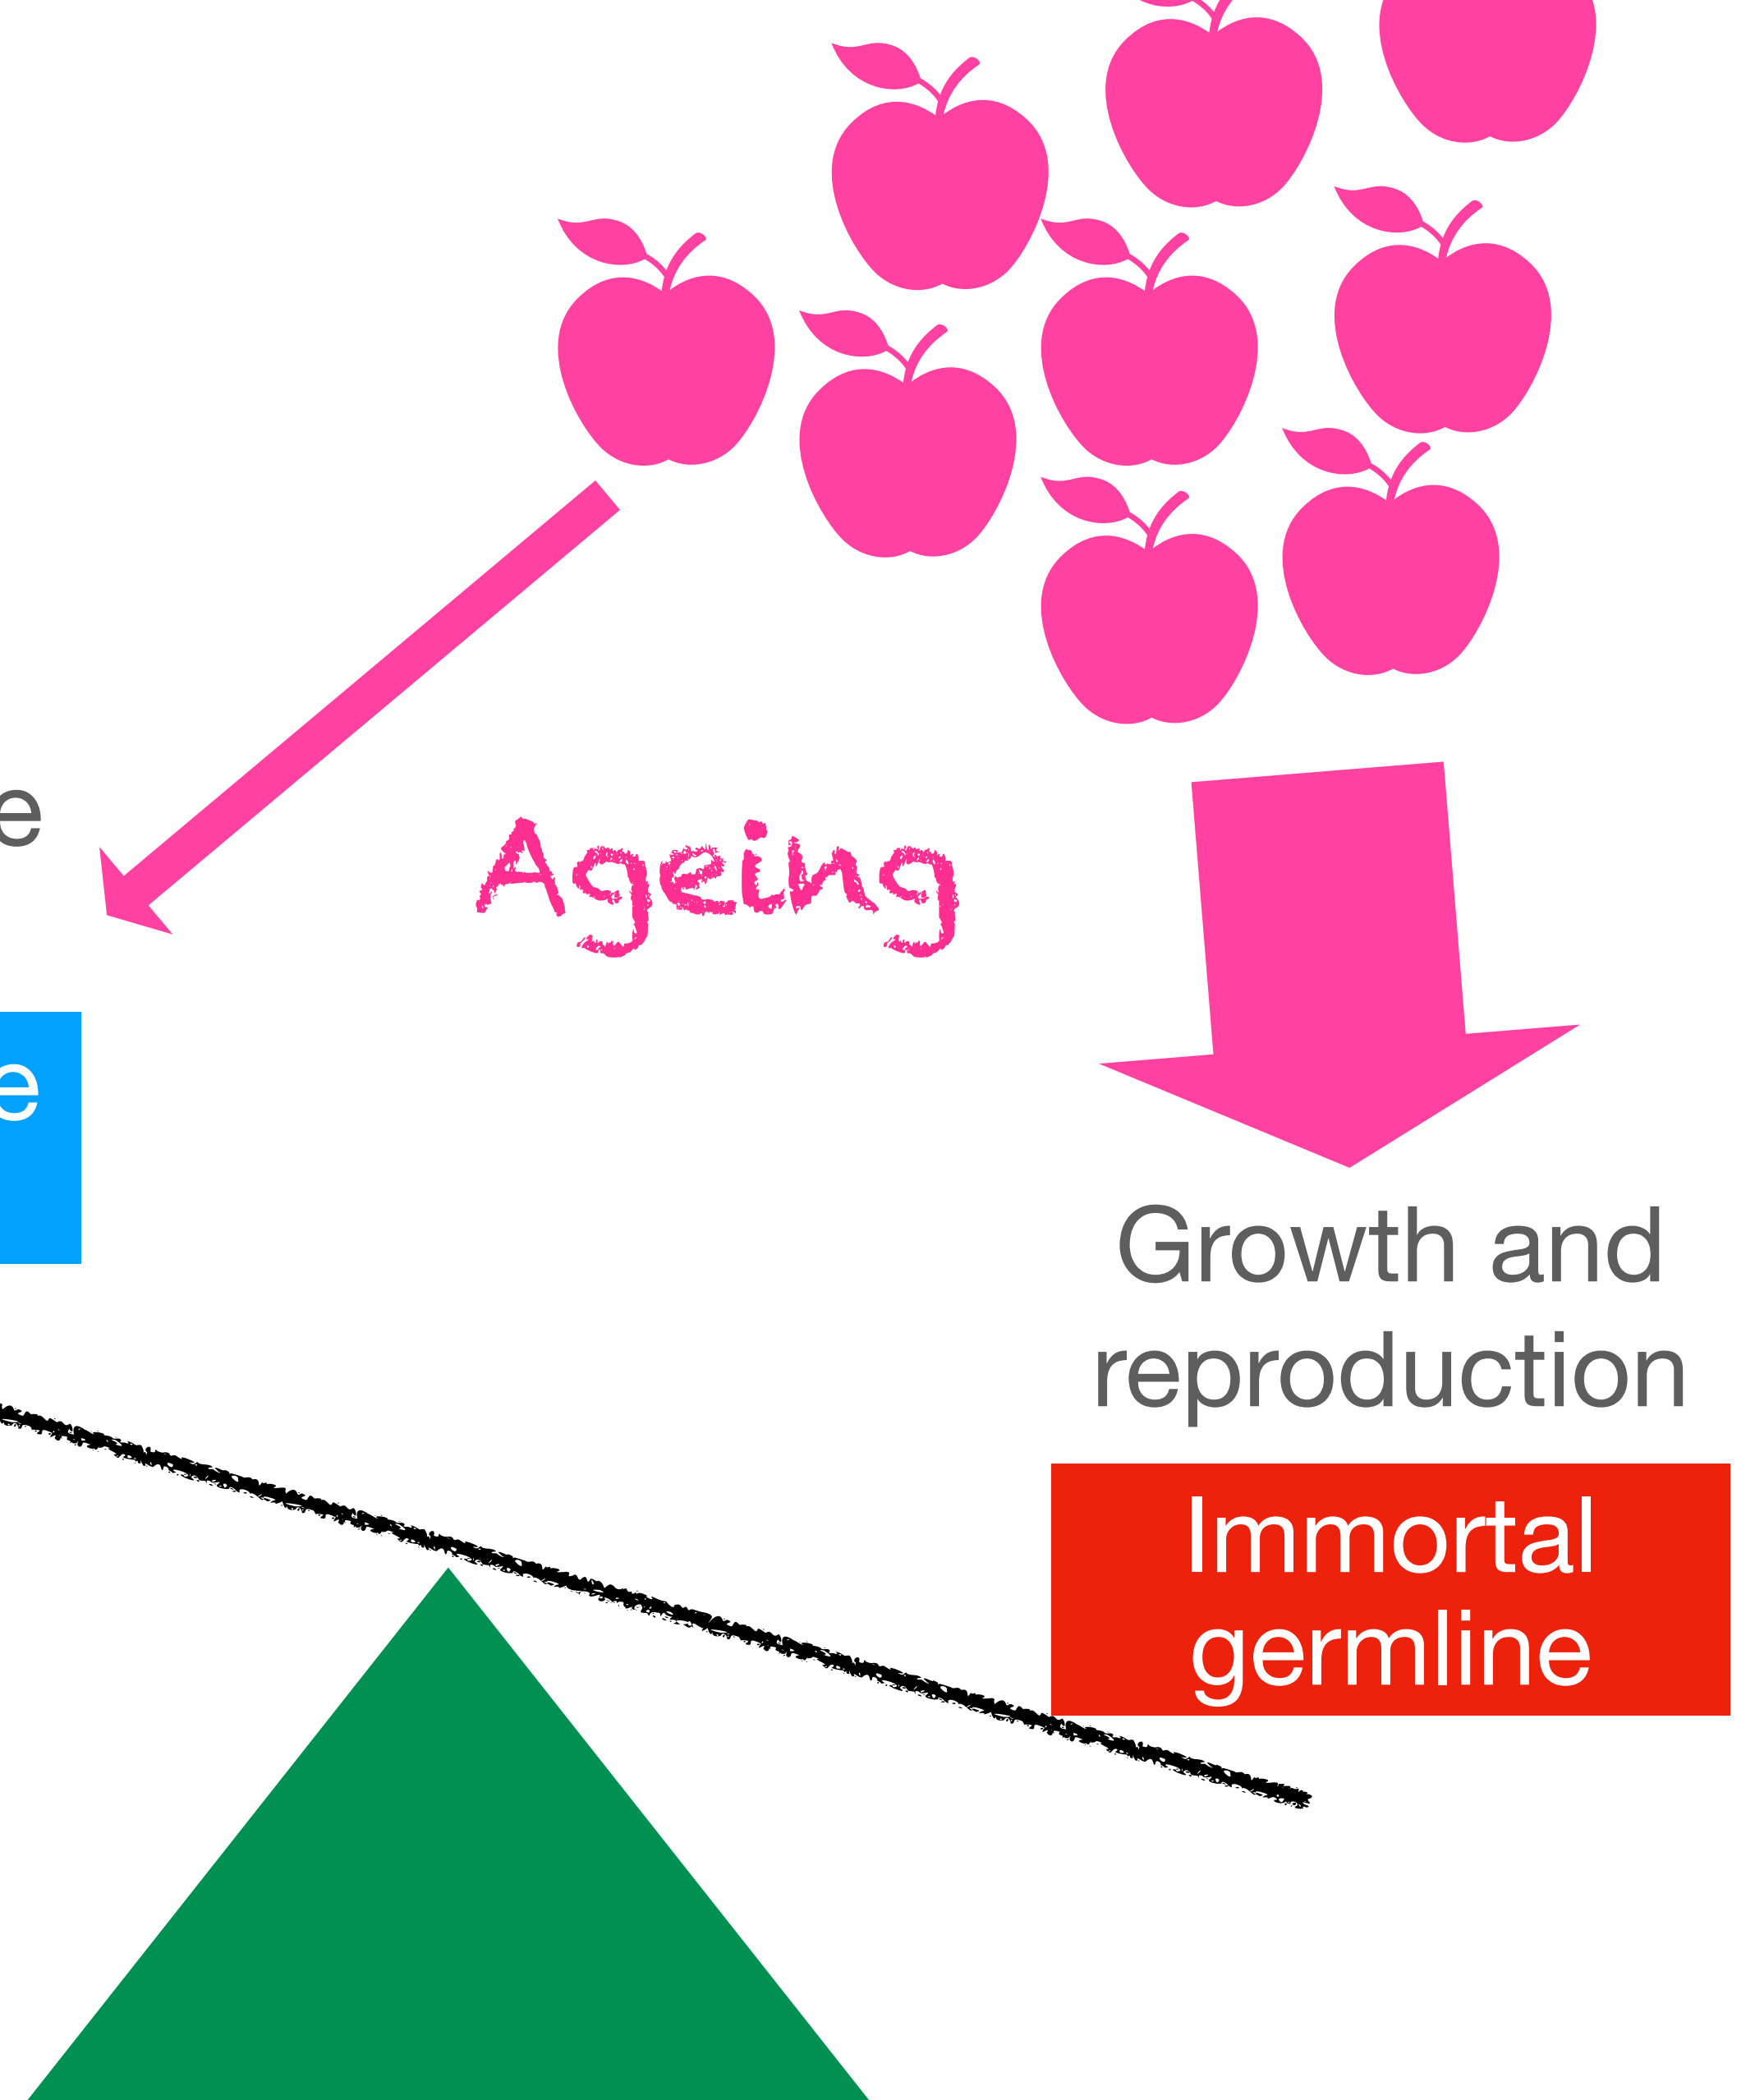 e
Ageing
e
Growth and
reproduction
Immortal
germline